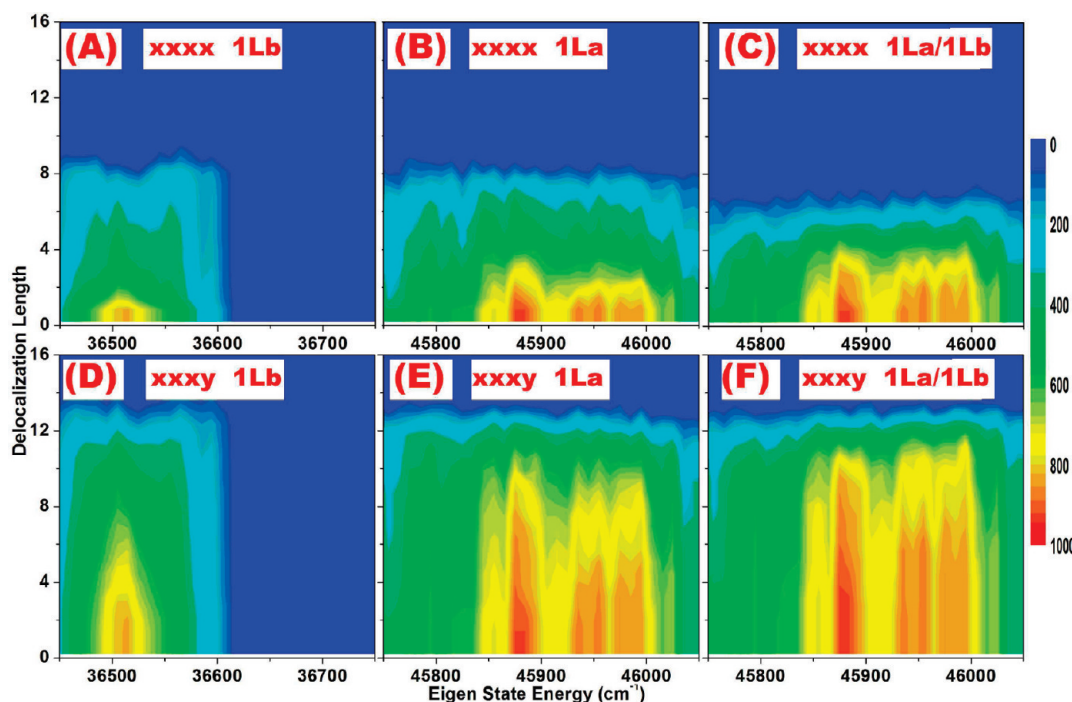 (A) xxxx 1Lb
(B) xxxx 1La
(C) xxxx 1La/1Lb
16
12
8
4
0
36500 36600 36700
45800 45900 46000
45800 45900 46000
(D) xxxy 1Lb
(E) xxxy 1La
(F) xxxy 1La/1Lb
16
12
8
4
0
36500 36600 36700
45800 45900 46000
45800 45900 46000
Delocalization Length
Eigen State Energy (cm⁻¹)
0
200
400
600
800
1000